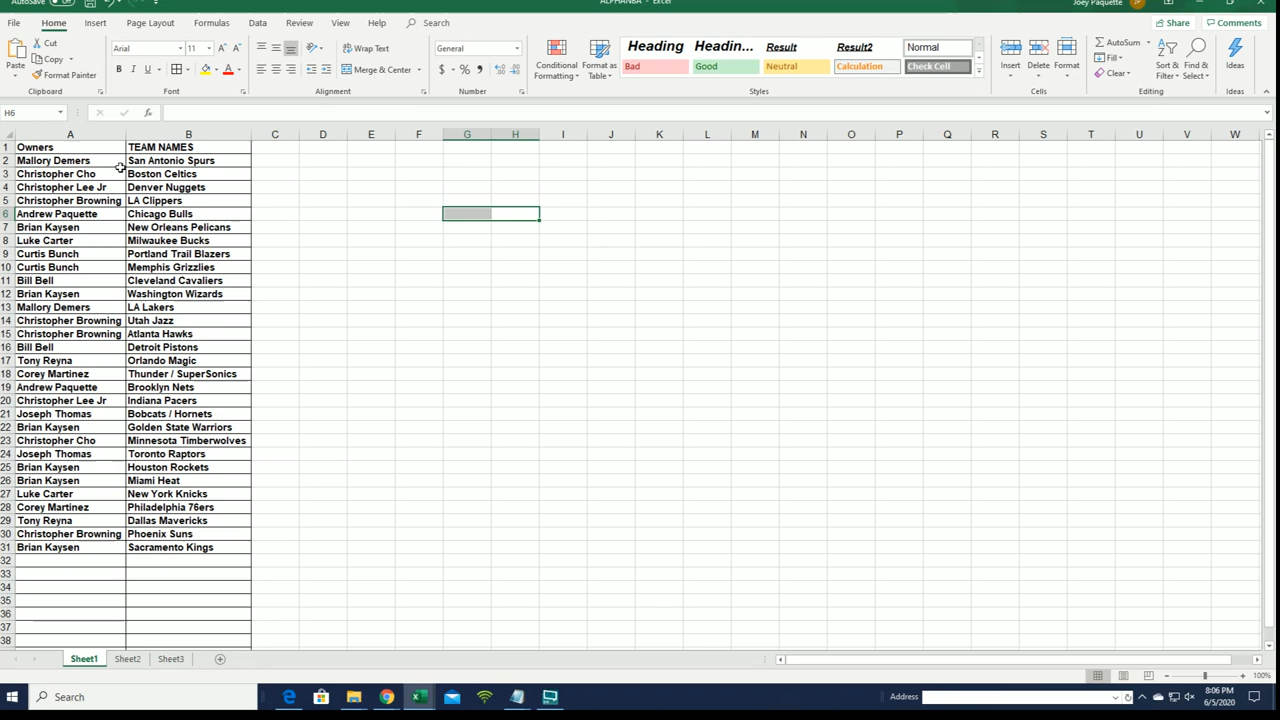 AutoSave Off ALPHANBA - Excel Joey Paquette JP
File Home Insert Page Layout Formulas Data Review View Help Search Share Comments
Paste Cut Copy Format Painter Clipboard
Arial 11 A A B I U A Font
Wrap Text Merge & Center Alignment
General $ % , Number
Conditional Formatting Format as Table
Heading Headin... Result Result2 Normal
Bad Good Neutral Calculation Check Cell
Styles
Insert Delete Format Cells
AutoSum Fill Clear Sort & Filter Find & Select Editing
Ideas Ideas
H6 fx
A B C D E F G H I J K L M N O P Q R S T U V W
1 Owners TEAM NAMES
2 Mallory Demers San Antonio Spurs
3 Christopher Cho Boston Celtics
4 Christopher Lee Jr Denver Nuggets
5 Christopher Browning LA Clippers
6 Andrew Paquette Chicago Bulls
7 Brian Kaysen New Orleans Pelicans
8 Luke Carter Milwaukee Bucks
9 Curtis Bunch Portland Trail Blazers
10 Curtis Bunch Memphis Grizzlies
11 Bill Bell Cleveland Cavaliers
12 Brian Kaysen Washington Wizards
13 Mallory Demers LA Lakers
14 Christopher Browning Utah Jazz
15 Christopher Browning Atlanta Hawks
16 Bill Bell Detroit Pistons
17 Tony Reyna Orlando Magic
18 Corey Martinez Thunder / SuperSonics
19 Andrew Paquette Brooklyn Nets
20 Christopher Lee Jr Indiana Pacers
21 Joseph Thomas Bobcats / Hornets
22 Brian Kaysen Golden State Warriors
23 Christopher Cho Minnesota Timberwolves
24 Joseph Thomas Toronto Raptors
25 Brian Kaysen Houston Rockets
26 Brian Kaysen Miami Heat
27 Luke Carter New York Knicks
28 Corey Martinez Philadelphia 76ers
29 Tony Reyna Dallas Mavericks
30 Christopher Browning Phoenix Suns
31 Brian Kaysen Sacramento Kings
32
33
34
35
36
37
38
Sheet1 Sheet2 Sheet3
100%
Search Address 8:06 PM
6/5/2020